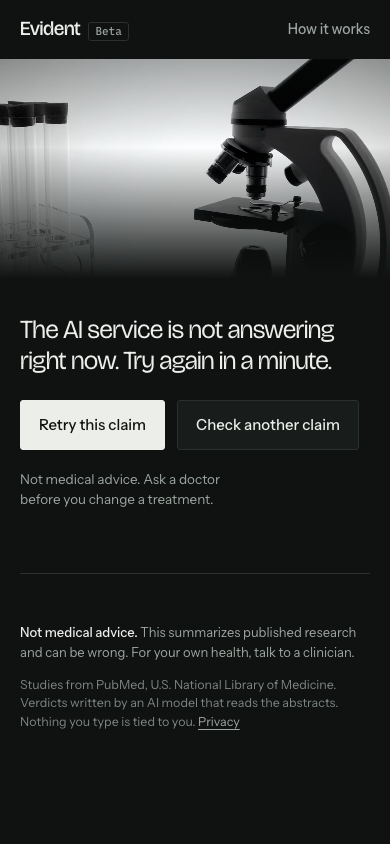 Evident Beta How it works
The AI service is not answering
right now. Try again in a minute.
Retry this claim Check another claim
Not medical advice. Ask a doctor
before you change a treatment.
Not medical advice. This summarizes published research
and can be wrong. For your own health, talk to a clinician.
Studies from PubMed, U.S. National Library of Medicine.
Verdicts written by an AI model that reads the abstracts.
Nothing you type is tied to you. Privacy